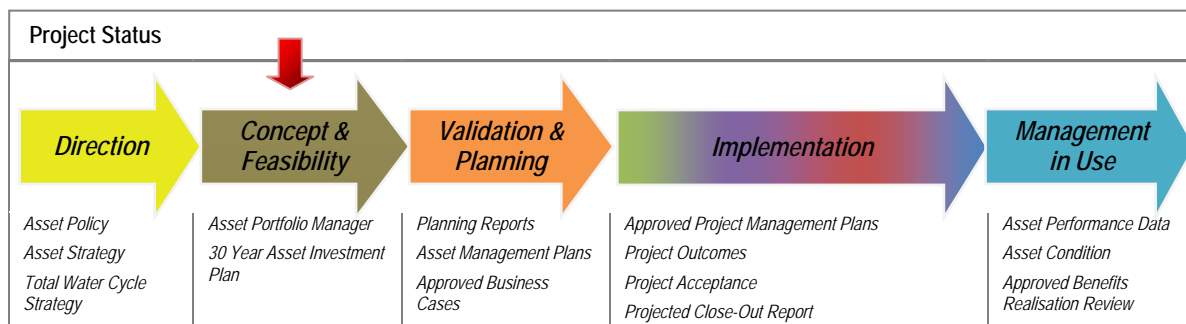 Project Status
Direction
Concept &
Feasibility
Validation &
Planning
Implementation
Management
in Use
Asset Policy
Asset Strategy
Total Water Cycle
Strategy
Asset Portfolio Manager
30 Year Asset Investment
Plan
Planning Reports
Asset Management Plans
Approved Business
Cases
Approved Project Management Plans
Project Outcomes
Project Acceptance
Projected Close-Out Report
Asset Performance Data
Asset Condition
Approved Benefits
Realisation Review